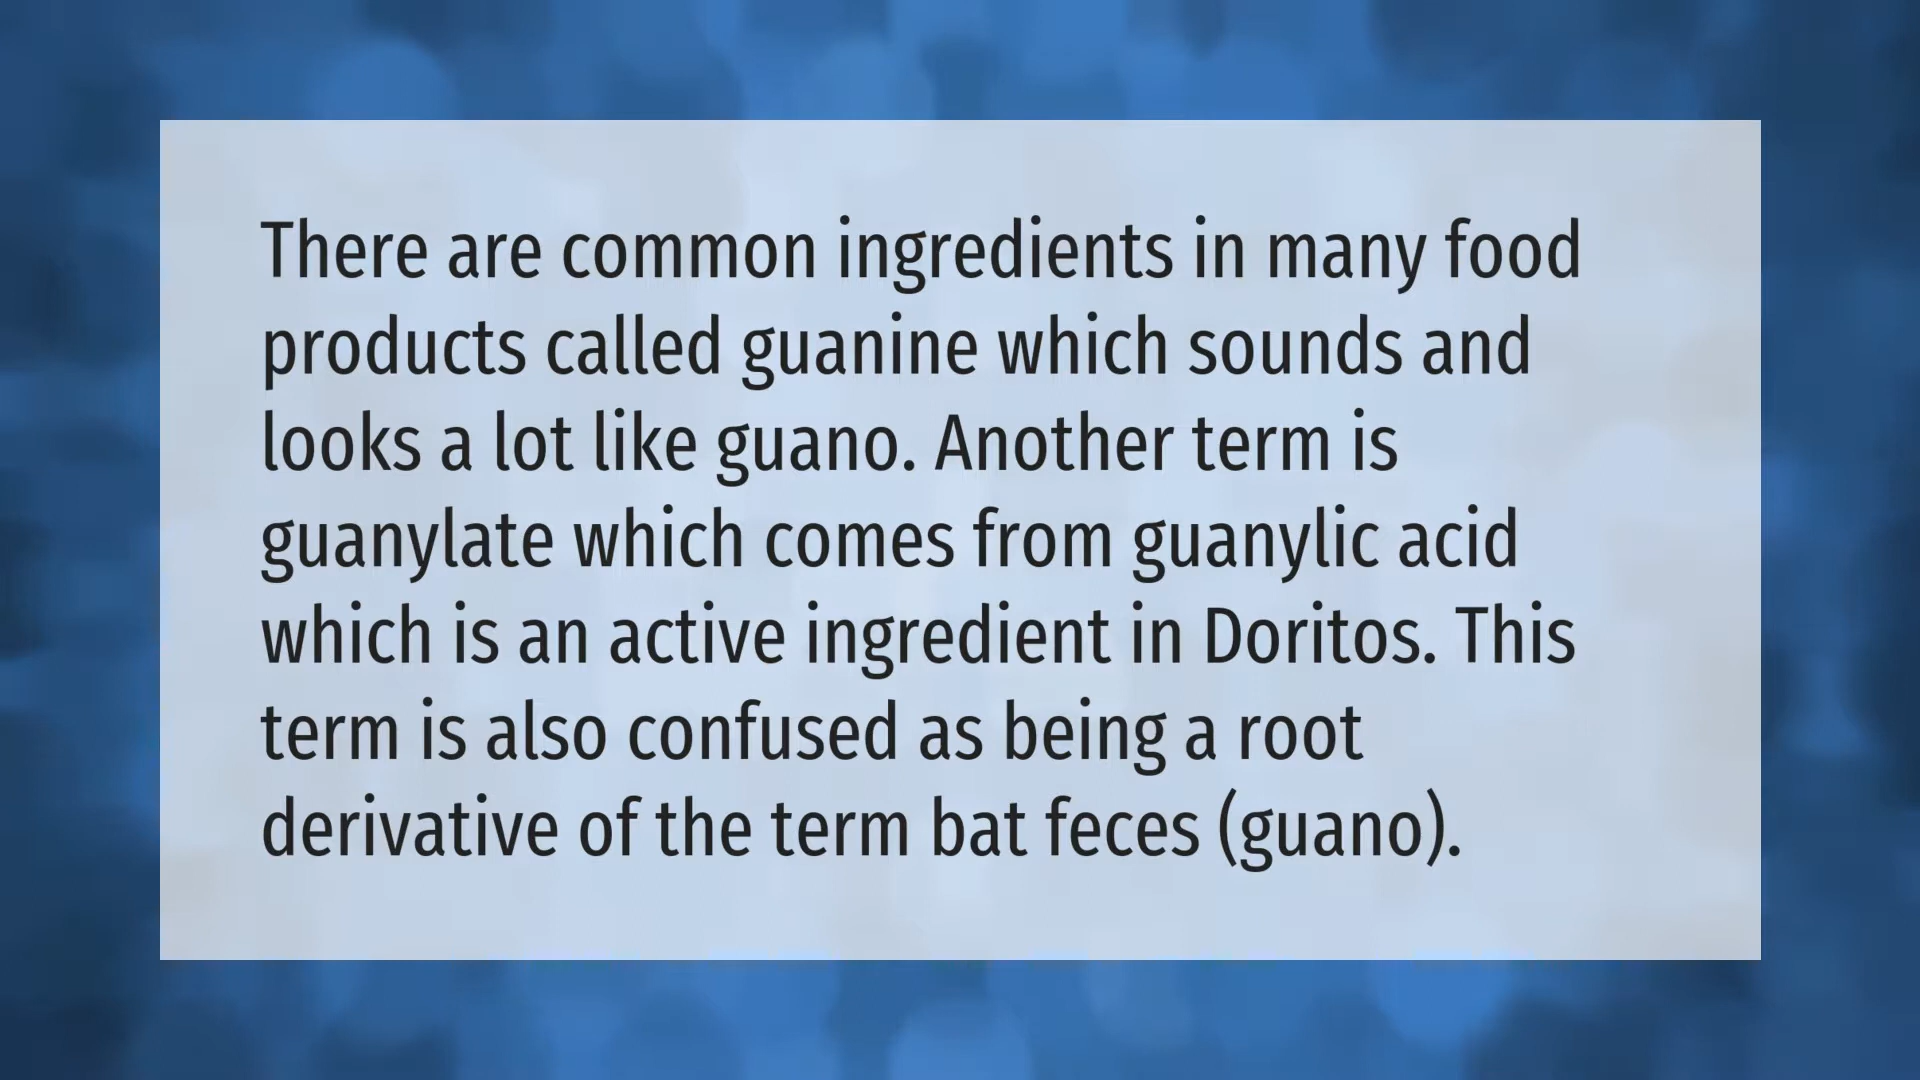 There are common ingredients in many food
products called guanine which sounds and
looks a lot like guano. Another term is
guanylate which comes from guanylic acid
which is an active ingredient in Doritos. This
term is also confused as being a root
derivative of the term bat feces (guano).